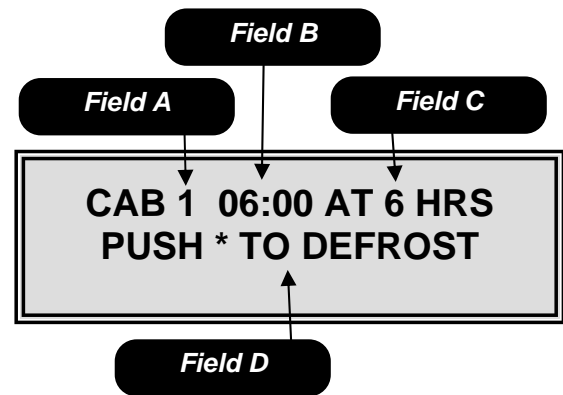 Field B
Field A
Field C
CAB 1 06:00 AT 6 HRS
PUSH * TO DEFROST
Field D